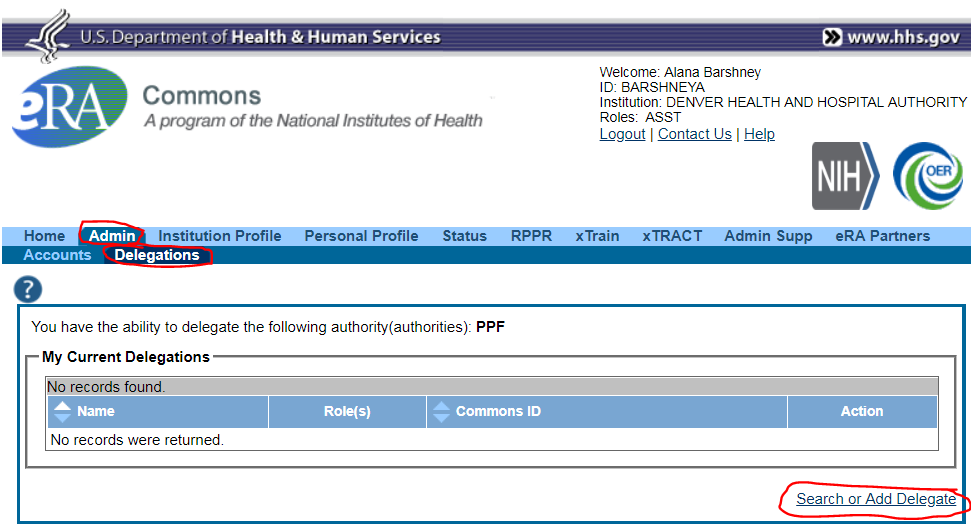 U.S. Department of Health & Human Services
www.hhs.gov
eRA
Commons
A program of the National Institutes of Health
Welcome: Alana Barshney
ID: BARSHNEYA
Institution: DENVER HEALTH AND HOSPITAL AUTHORITY
Roles: ASST
Logout | Contact Us | Help
NIH
OER
Home Admin Institution Profile Personal Profile Status RPPR xTrain xTRACT Admin Supp eRA Partners
Accounts Delegations
?
You have the ability to delegate the following authority(authorities): PPF
My Current Delegations
No records found.
Name Role(s) Commons ID Action
No records were returned.
Search or Add Delegate